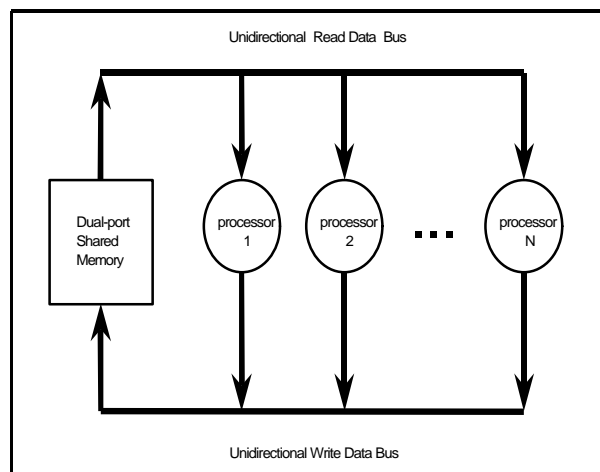 Unidirectional Read Data Bus
Dual-port
Shared
Memory
processor
1
processor
2
processor
N
Unidirectional Write Data Bus